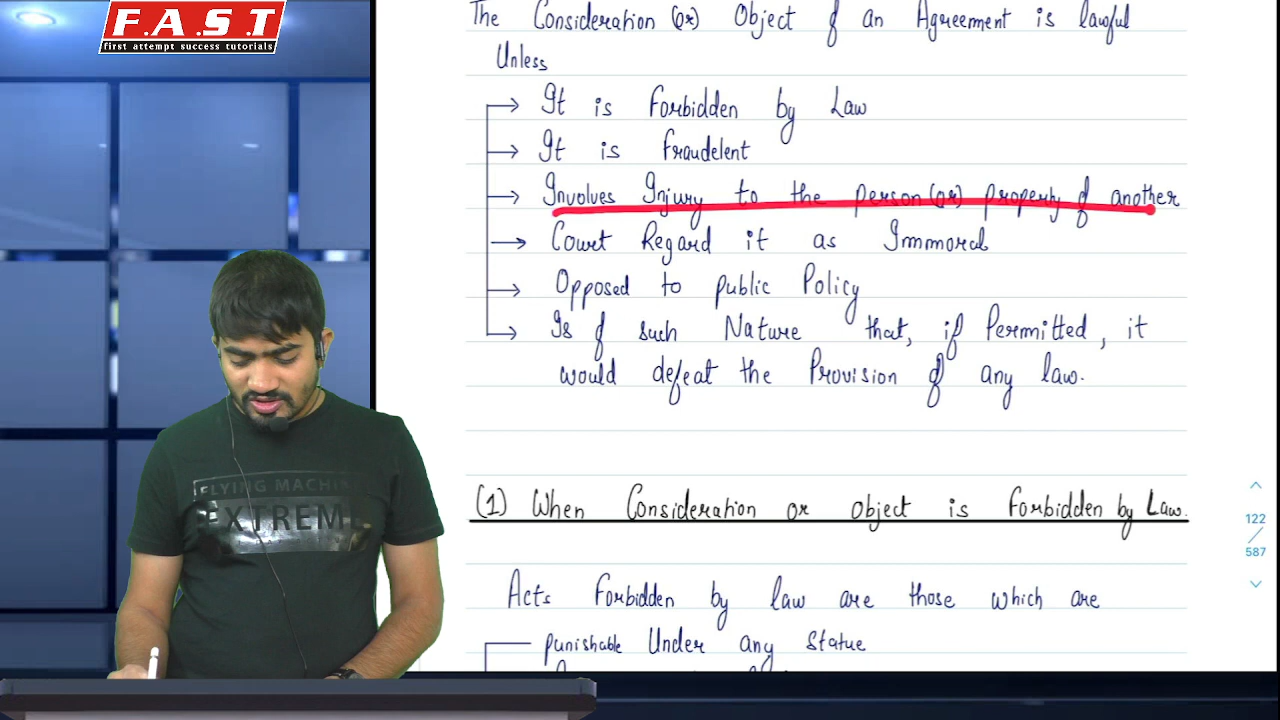 F.A.S.T
first attempt success tutorials
The Consideration (or) Object of an Agreement is lawful
Unless
It is Forbidden by Law
It is Fraudelent
Involves Injury to the person (or) property of another
Court Regard it as Immoral
Opposed to public Policy
Is of such Nature that, if Permitted, it
would defeat the Provision of any law.
(1) When Consideration or object is Forbidden by Law.
Acts Forbidden by law are those which are
punishable Under any Statue
122
/
587
FLYING MACHI
EXTREM